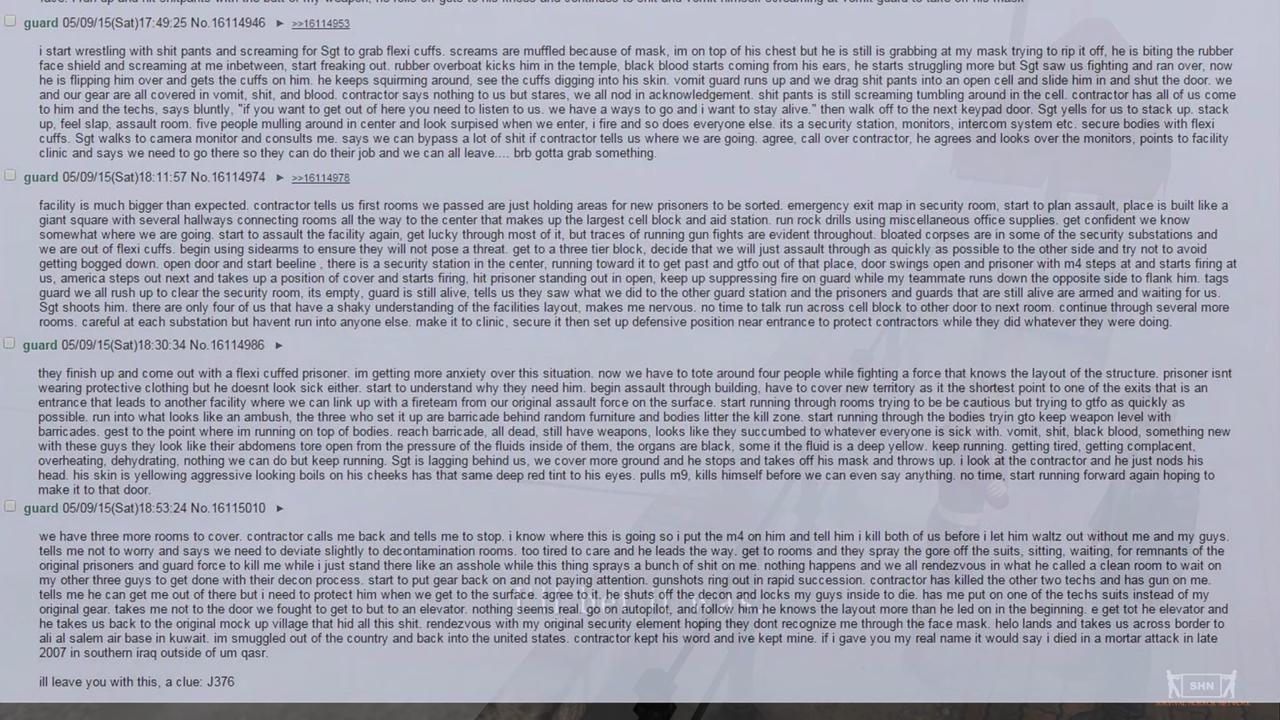 face. i run up and hit shitpants with the butt of my weapon, he rolls off gets to his knees and continues to shit and vomit himself screaming at vomit guard to take off his mask
guard 05/09/15(Sat)17:49:25 No.16114946 ► >>16114953
i start wrestling with shit pants and screaming for Sgt to grab flexi cuffs. screams are muffled because of mask, im on top of his chest but he is still is grabbing at my mask trying to rip it off, he is biting the rubber
face shield and screaming at me inbetween, start freaking out. rubber overboat kicks him in the temple, black blood starts coming from his ears, he starts struggling more but Sgt saw us fighting and ran over, now
he is flipping him over and gets the cuffs on him. he keeps squirming around, see the cuffs digging into his skin. vomit guard runs up and we drag shit pants into an open cell and slide him in and shut the door. we
and our gear are all covered in vomit, shit, and blood. contractor says nothing to us but stares, we all nod in acknowledgement. shit pants is still screaming tumbling around in the cell. contractor has all of us come
to him and the techs, says bluntly, "if you want to get out of here you need to listen to us. we have a ways to go and i want to stay alive." then walk off to the next keypad door. Sgt yells for us to stack up. stack
up, feel slap, assault room. five people mulling around in center and look surpised when we enter, i fire and so does everyone else. its a security station, monitors, intercom system etc. secure bodies with flexi
cuffs. Sgt walks to camera monitor and consults me. says we can bypass a lot of shit if contractor tells us where we are going. agree, call over contractor, he agrees and looks over the monitors, points to facility
clinic and says we need to go there so they can do their job and we can all leave.... brb gotta grab something.
guard 05/09/15(Sat)18:11:57 No.16114974 ► >>16114978
facility is much bigger than expected. contractor tells us first rooms we passed are just holding areas for new prisoners to be sorted. emergency exit map in security room, start to plan assault, place is built like a
giant square with several hallways connecting rooms all the way to the center that makes up the largest cell block and aid station. run rock drills using miscellaneous office supplies. get confident we know
somewhat where we are going. start to assault the facility again, get lucky through most of it, but traces of running gun fights are evident throughout. bloated corpses are in some of the security substations and
we are out of flexi cuffs. begin using sidearms to ensure they will not pose a threat. get to a three tier block, decide that we will just assault through as quickly as possible to the other side and try not to avoid
getting bogged down. open door and start beeline , there is a security station in the center, running toward it to get past and gtfo out of that place, door swings open and prisoner with m4 steps at and starts firing at
us, america steps out next and takes up a position of cover and starts firing, hit prisoner standing out in open, keep up suppressing fire on guard while my teammate runs down the opposite side to flank him. tags
guard we all rush up to clear the security room, its empty, guard is still alive, tells us they saw what we did to the other guard station and the prisoners and guards that are still alive are armed and waiting for us.
Sgt shoots him. there are only four of us that have a shaky understanding of the facilities layout, makes me nervous. no time to talk run across cell block to other door to next room. continue through several more
rooms. careful at each substation but havent run into anyone else. make it to clinic, secure it then set up defensive position near entrance to protect contractors while they did whatever they were doing.
guard 05/09/15(Sat)18:30:34 No.16114986 ►
they finish up and come out with a flexi cuffed prisoner. im getting more anxiety over this situation. now we have to tote around four people while fighting a force that knows the layout of the structure. prisoner isnt
wearing protective clothing but he doesnt look sick either. start to understand why they need him. begin assault through building, have to cover new territory as it the shortest point to one of the exits that is an
entrance that leads to another facility where we can link up with a fireteam from our original assault force on the surface. start running through rooms trying to be be cautious but trying to gtfo as quickly as
possible. run into what looks like an ambush, the three who set it up are barricade behind random furniture and bodies litter the kill zone. start running through the bodies tryin gto keep weapon level with
barricades. gest to the point where im running on top of bodies. reach barricade, all dead, still have weapons, looks like they succumbed to whatever everyone is sick with. vomit, shit, black blood, something new
with these guys they look like their abdomens tore open from the pressure of the fluids inside of them, the organs are black, some it the fluid is a deep yellow. keep running. getting tired, getting complacent,
overheating, dehydrating, nothing we can do but keep running. Sgt is lagging behind us, we cover more ground and he stops and takes off his mask and throws up. i look at the contractor and he just nods his
head. his skin is yellowing aggressive looking boils on his cheeks has that same deep red tint to his eyes. pulls m9, kills himself before we can even say anything. no time, start running forward again hoping to
make it to that door.
guard 05/09/15(Sat)18:53:24 No.16115010 ►
we have three more rooms to cover. contractor calls me back and tells me to stop. i know where this is going so i put the m4 on him and tell him i kill both of us before i let him waltz out without me and my guys.
tells me not to worry and says we need to deviate slightly to decontamination rooms. too tired to care and he leads the way. get to rooms and they spray the gore off the suits, sitting, waiting, for remnants of the
original prisoners and guard force to kill me while i just stand there like an asshole while this thing sprays a bunch of shit on me. nothing happens and we all rendezvous in what he called a clean room to wait on
my other three guys to get done with their decon process. start to put gear back on and not paying attention. gunshots ring out in rapid succession. contractor has killed the other two techs and has gun on me.
tells me he can get me out of there but i need to protect him when we get to the surface. agree to it. shuts off the decon and locks my guys inside to die. has me put on one of the techs suits instead of my
original gear. takes me not to the door we fought to get to but to an elevator. nothing seems real. go on autopilot, and follow him, he knows the layout more than he led on in the beginning. e get tot he elevator and
he takes us back to the original mock up village that hid all this shit. rendezvous with my original security element hoping they dont recognize me through the face mask. helo lands and takes us across border to
ali al salem air base in kuwait. im smuggled out of the country and back into the united states. contractor kept his word and ive kept mine. if i gave you my real name it would say i died in a mortar attack in late
2007 in southern iraq outside of um qasr.
ill leave you with this, a clue: J376
SHN
SURVIVAL HORROR NETWORK